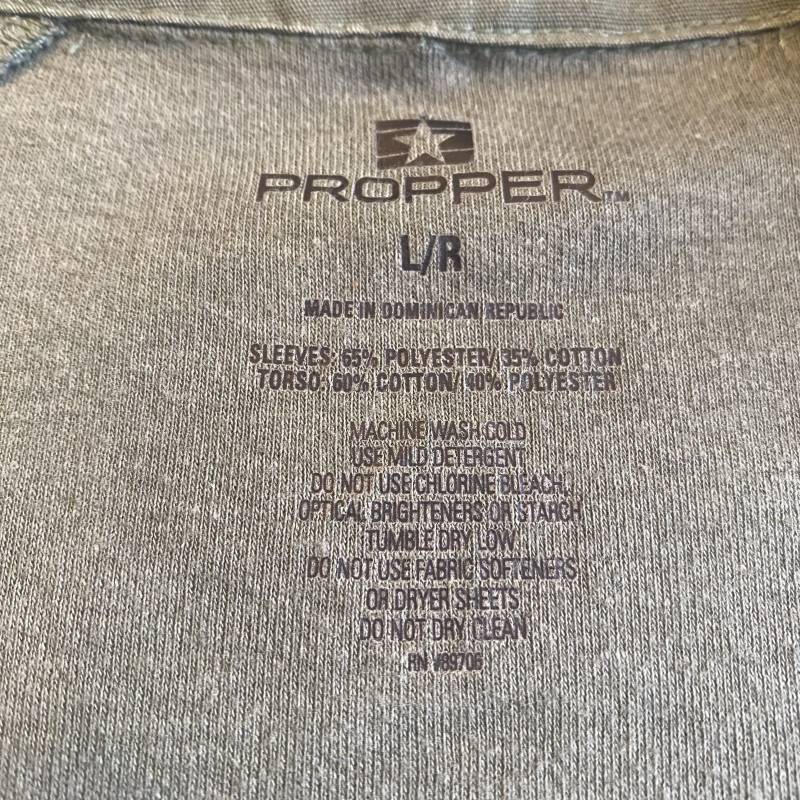 PROPPER™
L/R
MADE IN DOMINICAN REPUBLIC
SLEEVES: 65% POLYESTER/ 35% COTTON
TORSO: 60% COTTON/ 40% POLYESTER
MACHINE WASH COLD
USE MILD DETERGENT
DO NOT USE CHLORINE BLEACH,
OPTICAL BRIGHTENERS OR STARCH
TUMBLE DRY LOW
DO NOT USE FABRIC SOFTENERS
OR DRYER SHEETS
DO NOT DRY CLEAN
RN #89706